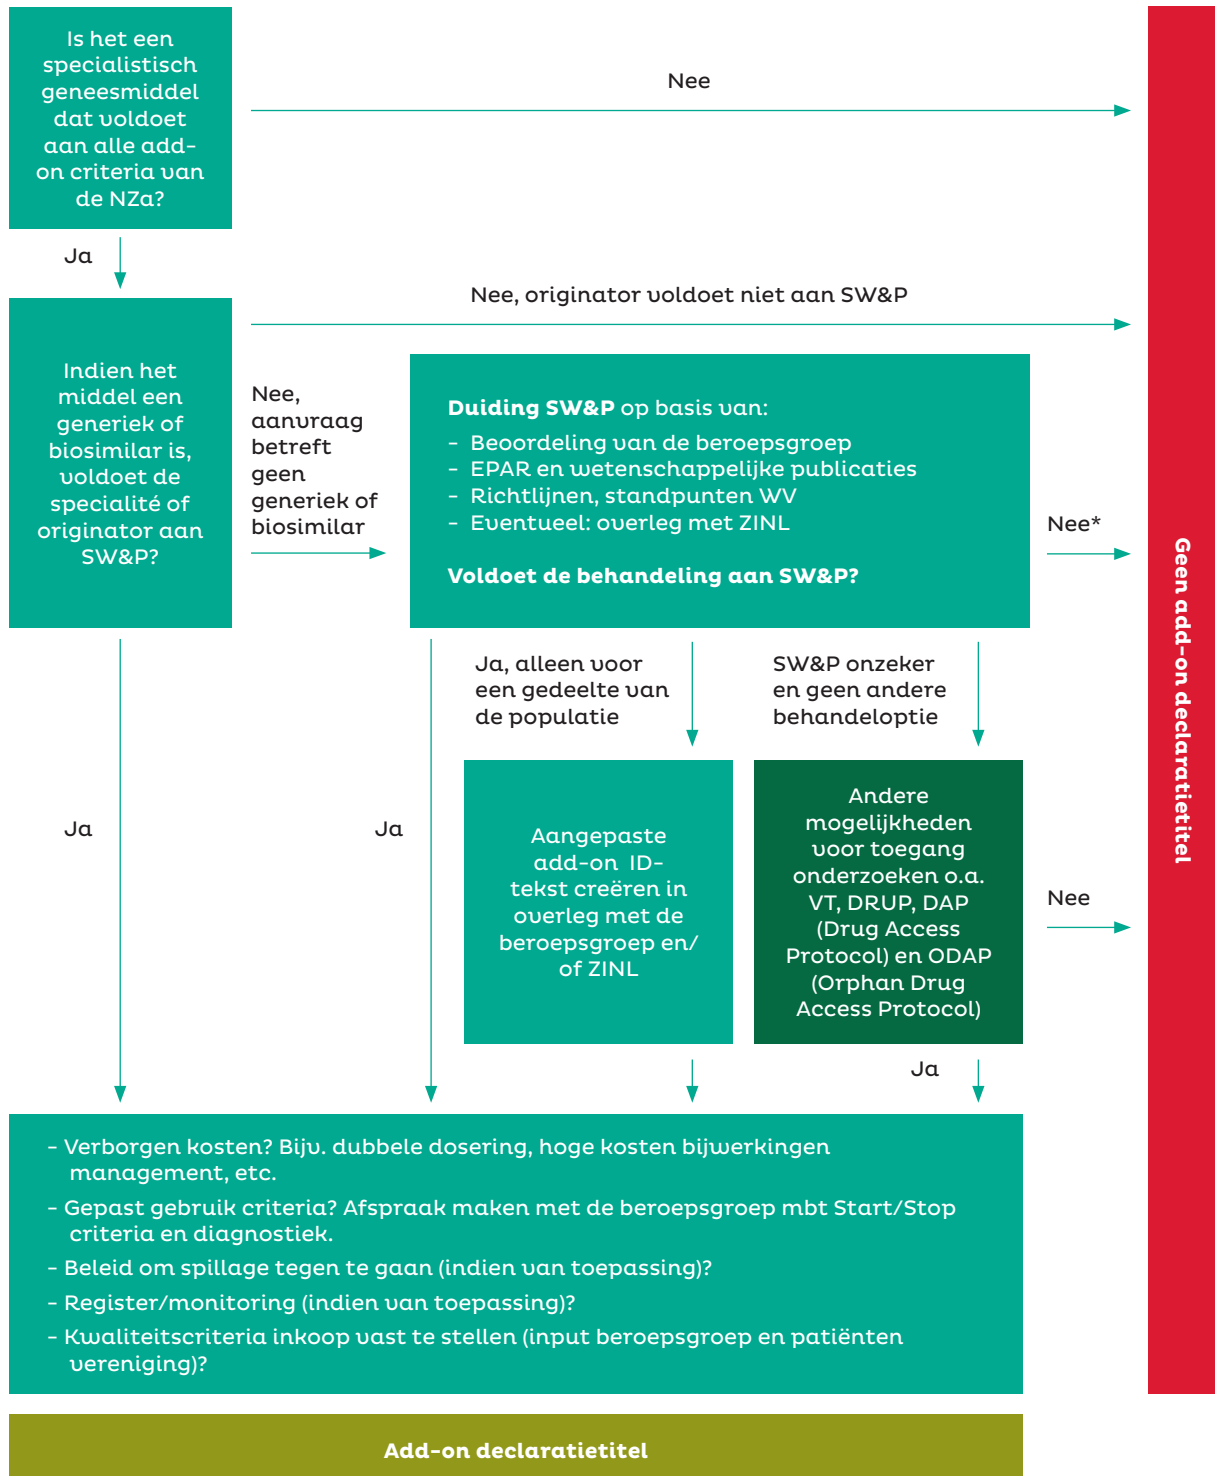 Is het een
specialistisch
geneesmiddel
dat voldoet
aan alle add-
on criteria van
de NZa?
Nee
Ja
Nee, originator voldoet niet aan SW&P
Indien het
middel een
generiek of
biosimilar is,
voldoet de
specialité of
originator aan
SW&P?
Nee,
aanvraag
betreft
geen
generiek of
biosimilar
Duiding SW&P op basis van:
- Beoordeling van de beroepsgroep
- EPAR en wetenschappelijke publicaties
- Richtlijnen, standpunten WV
- Eventueel: overleg met ZINL
Voldoet de behandeling aan SW&P?
Nee*
Geen add-on declaratietitel
Ja, alleen voor
een gedeelte van
de populatie
SW&P onzeker
en geen andere
behandeloptie
Ja
Ja
Aangepaste
add-on ID-
tekst creëren in
overleg met de
beroepsgroep en/
of ZINL
Andere
mogelijkheden
voor toegang
onderzoeken o.a.
VT, DRUP, DAP
(Drug Access
Protocol) en ODAP
(Orphan Drug
Access Protocol)
Nee
Ja
- Verborgen kosten? Bijv. dubbele dosering, hoge kosten bijwerkingen
management, etc.
- Gepast gebruik criteria? Afspraak maken met de beroepsgroep mbt Start/Stop
criteria en diagnostiek.
- Beleid om spillage tegen te gaan (indien van toepassing)?
- Register/monitoring (indien van toepassing)?
- Kwaliteitscriteria inkoop vast te stellen (input beroepsgroep en patiënten
vereniging)?
Add-on declaratietitel